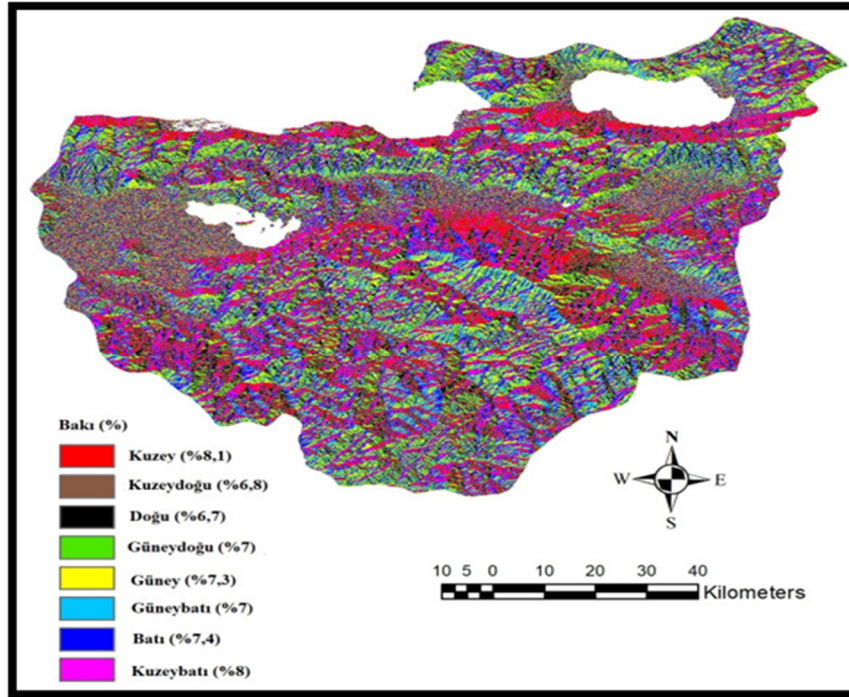 Bakı (%)
Kuzey (%8,1)
Kuzeydoğu (%6,8)
Doğu (%6,7)
Güneydoğu (%7)
Güney (%7,3)
Güneybatı (%7)
Batı (%7,4)
Kuzeybatı (%8)
N
W E
S
10 5 0 10 20 30 40
Kilometers